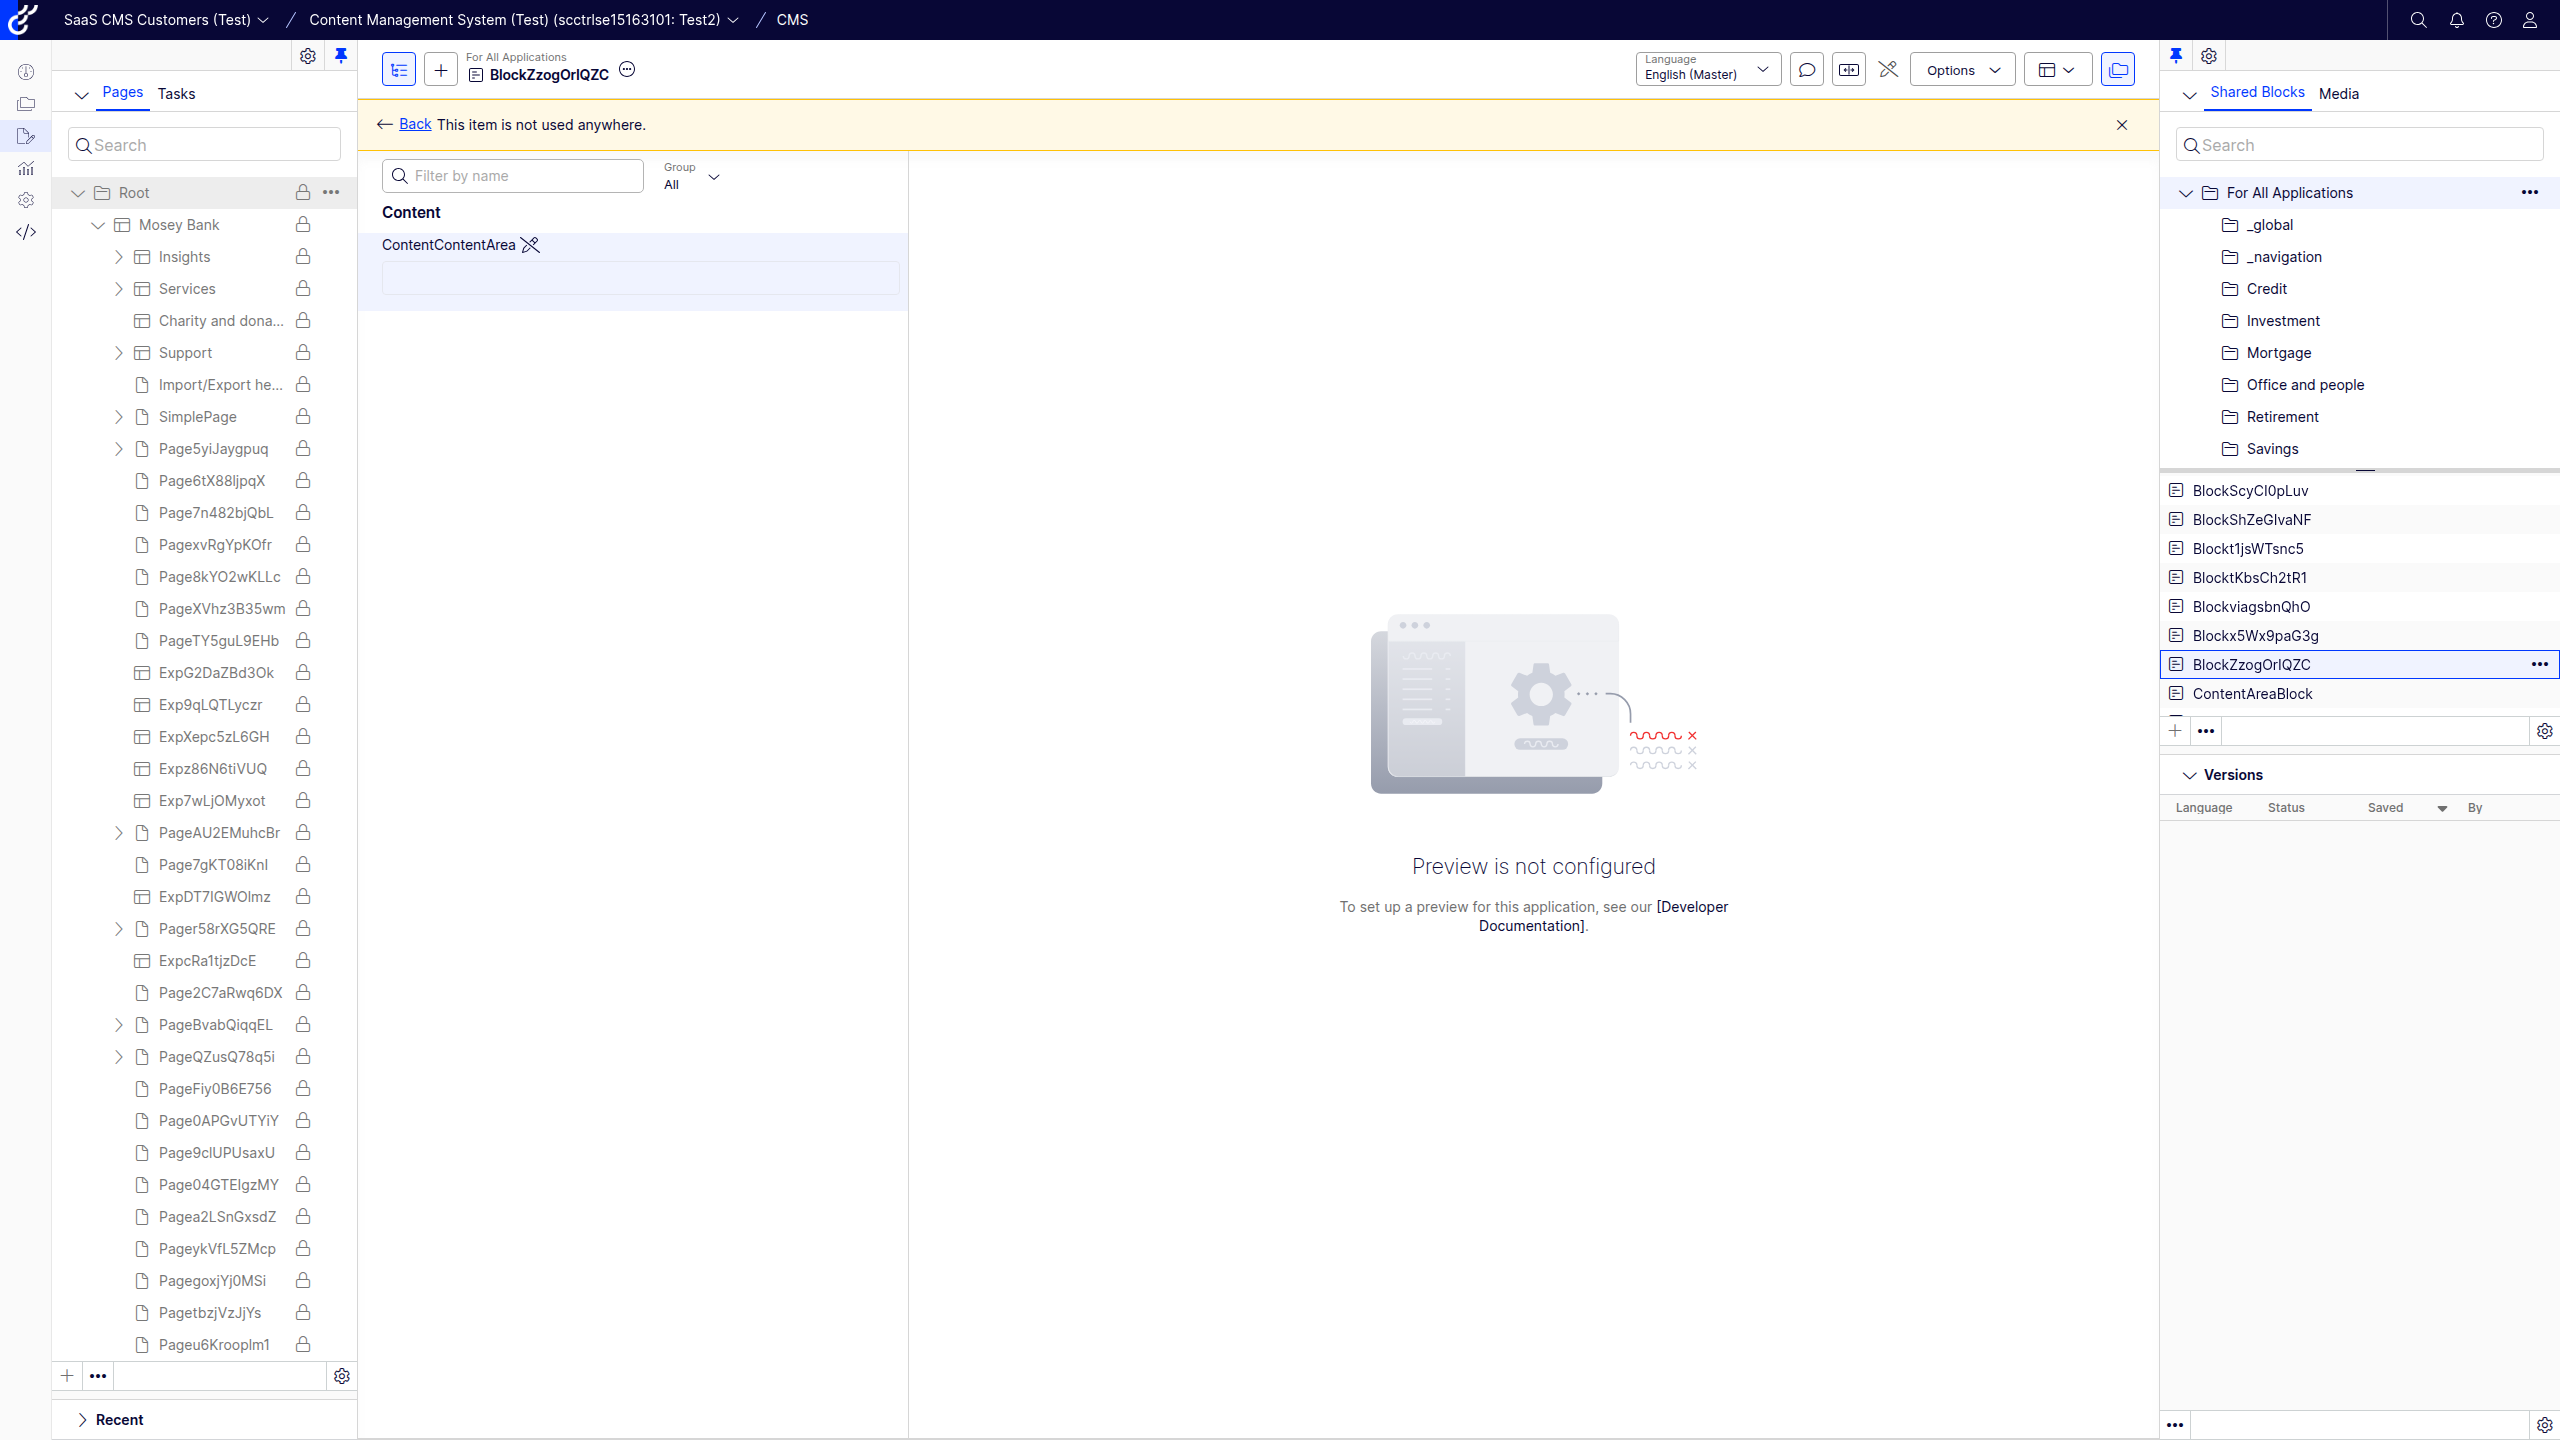 SaaS CMS Customers (Test) / Content Management System (Test) (scctrlse15163101: Test2) / CMS
Pages Tasks
Search
Root
Mosey Bank
Insights
Services
Charity and dona...
Support
Import/Export he...
SimplePage
Page5yiJaygpuq
Page6tX88ljpqX
Page7n482bjQbL
PagexvRgYpKOfr
Page8kYO2wKLLc
PageXVhz3B35wm
PageTY5guL9EHb
ExpG2DaZBd3Ok
Exp9qLQTLyczr
ExpXepc5zL6GH
Expz86N6tiVUQ
Exp7wLjOMyxot
PageAU2EMuhcBr
Page7gKT08iKnI
ExpDT7IGWOlmz
Pager58rXG5QRE
ExpcRa1tjzDcE
Page2C7aRwq6DX
PageBvabQiqqEL
PageQZusQ78q5i
PageFiy0B6E756
Page0APGvUTYiY
Page9clUPUsaxU
Page04GTEIgzMY
Pagea2LSnGxsdZ
PageykVfL5ZMcp
PagegoxjYj0MSi
PagetbzjVzJjYs
Pageu6Krooplm1
Recent
For All Applications
BlockZzogOrlQZC
Language
English (Master)
Options
Back This item is not used anywhere.
Filter by name
Group
All
Content
ContentContentArea
Preview is not configured
To set up a preview for this application, see our [Developer
Documentation].
Shared Blocks Media
Search
For All Applications
_global
_navigation
Credit
Investment
Mortgage
Office and people
Retirement
Savings
BlockScyCI0pLuv
BlockShZeGlvaNF
Blockt1jsWTsnc5
BlocktKbsCh2tR1
BlockviagsbnQhO
Blockx5Wx9paG3g
BlockZzogOrlQZC
ContentAreaBlock
Versions
Language Status Saved By